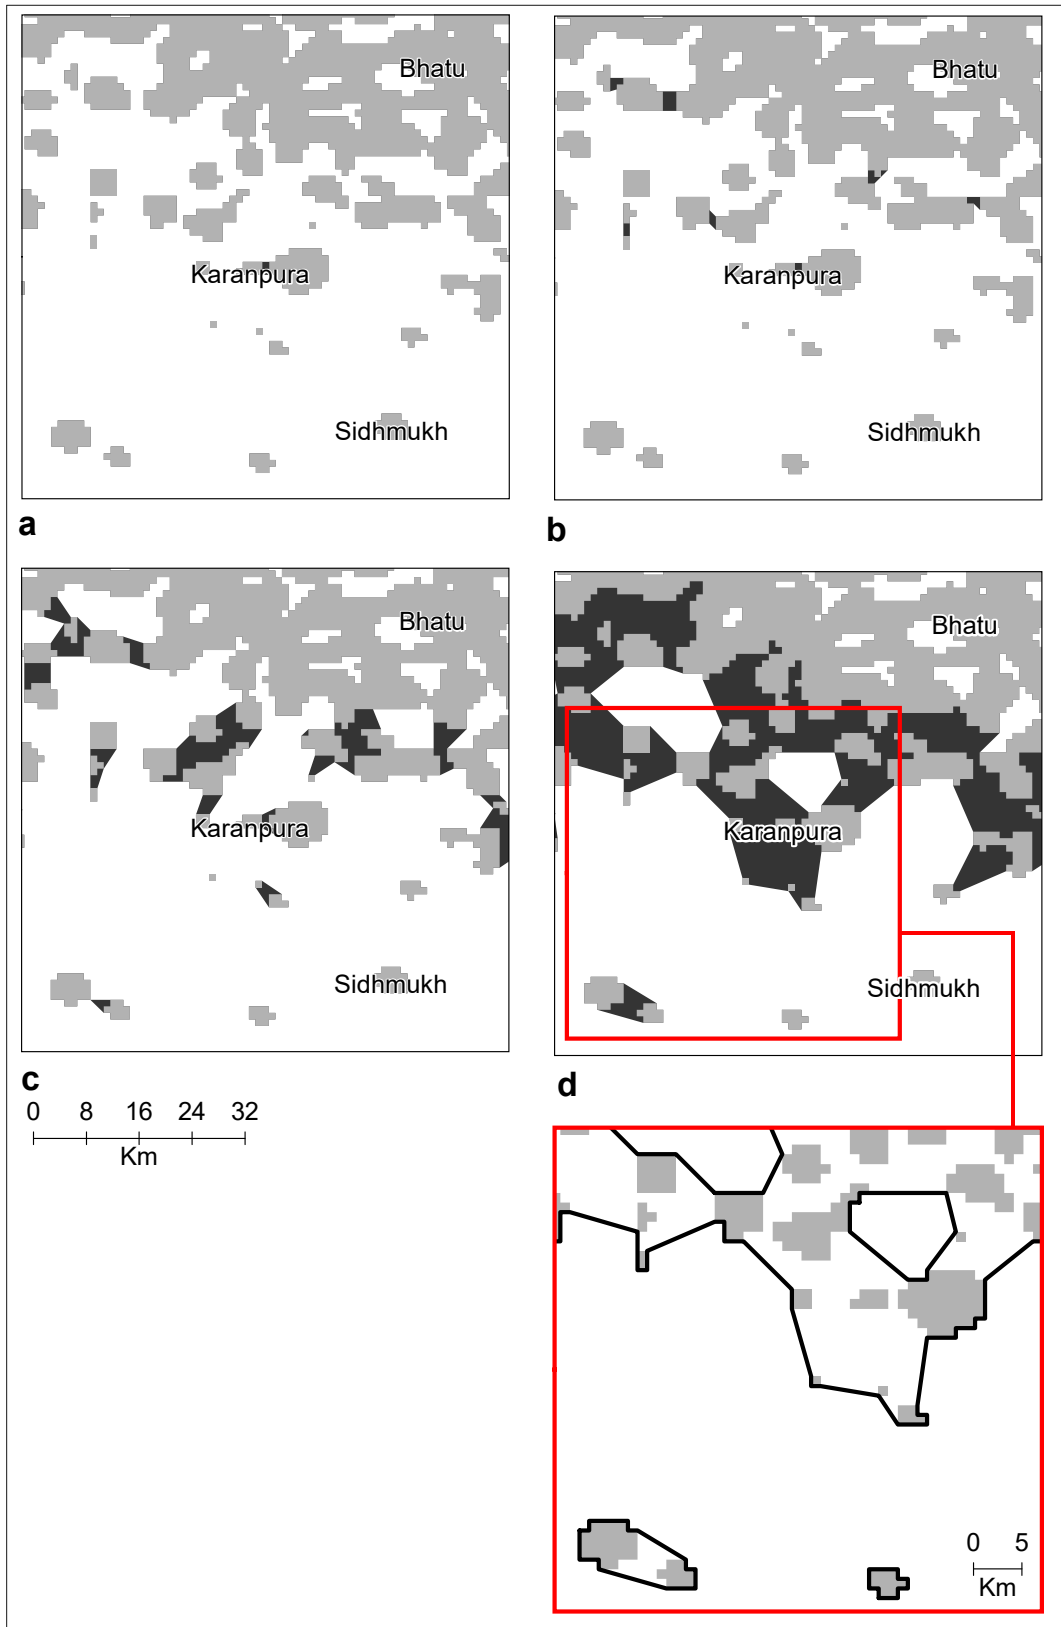 Bhatu
Karanpura
Sidhmukh
a
Bhatu
Karanpura
Sidhmukh
b
Bhatu
Karanpura
Sidhmukh
c
0 8 16 24 32
Km
Bhatu
Karanpura
Sidhmukh
d
0 5
Km